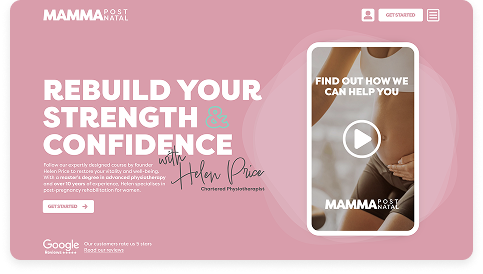 MAMMA POST NATAL
GET STARTED
REBUILD YOUR
STRENGTH &
CONFIDENCE
with Helen Price
Chartered Physiotherapist
Follow our expertly designed course by founder
Helen Price to restore your vitality and well-being.
With a master's degree in advanced physiotherapy
and over 10 years of experience, Helen specialises in
post-pregnancy rehabilitation for women.
GET STARTED
Google
Reviews
Our customers rate us 5 stars
Read our reviews
FIND OUT HOW WE
CAN HELP YOU
MAMMA POST NATAL